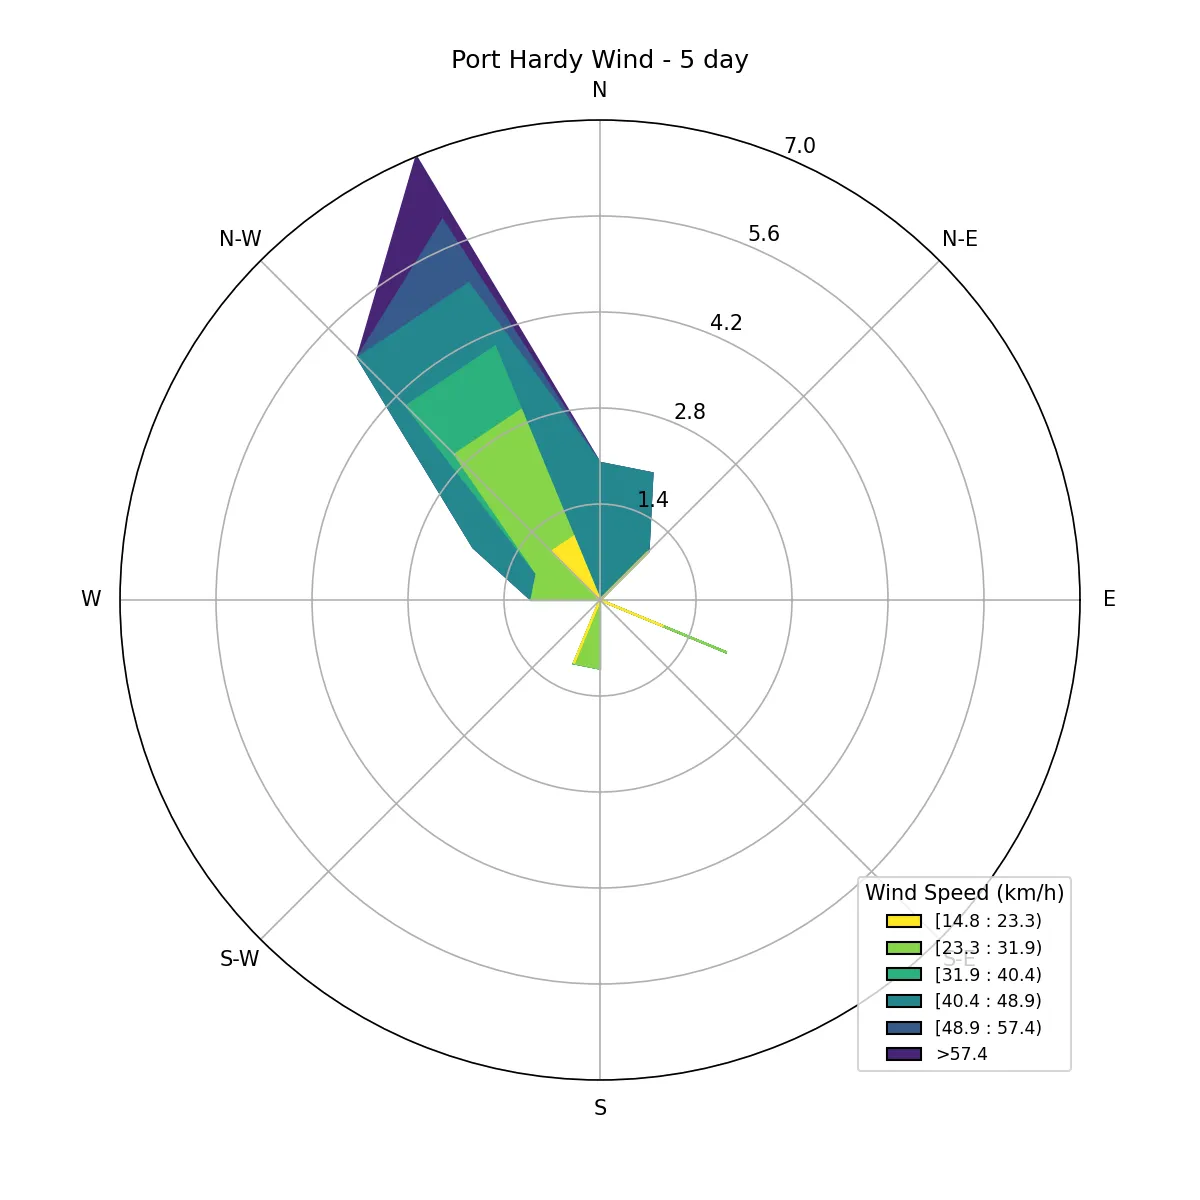 Port Hardy Wind - 5 day
N
7.0
5.6
N-W
N-E
4.2
2.8
1.4
W
E
Wind Speed (km/h)
[14.8 : 23.3)
[23.3 : 31.9)
S-W
S-E
[31.9 : 40.4)
[40.4 : 48.9)
[48.9 : 57.4)
>57.4
S